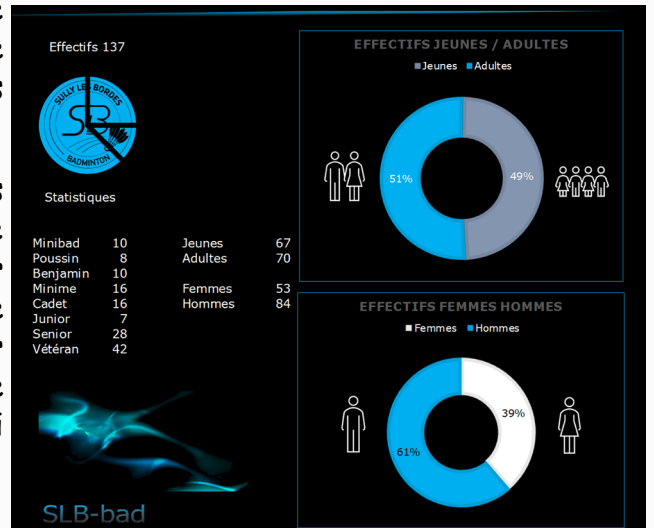 Effectifs 137
SULLY LES BORDES
SLB
BADMINTON
Statistiques
Minibad 10
Poussin 8
Benjamin 10
Minime 16
Cadet 16
Junior 7
Senior 28
Vétéran 42
Jeunes 67
Adultes 70
Femmes 53
Hommes 84
SLB-bad
EFFECTIFS JEUNES / ADULTES
Jeunes Adultes
51%
49%
EFFECTIFS FEMMES HOMMES
Femmes Hommes
39%
61%